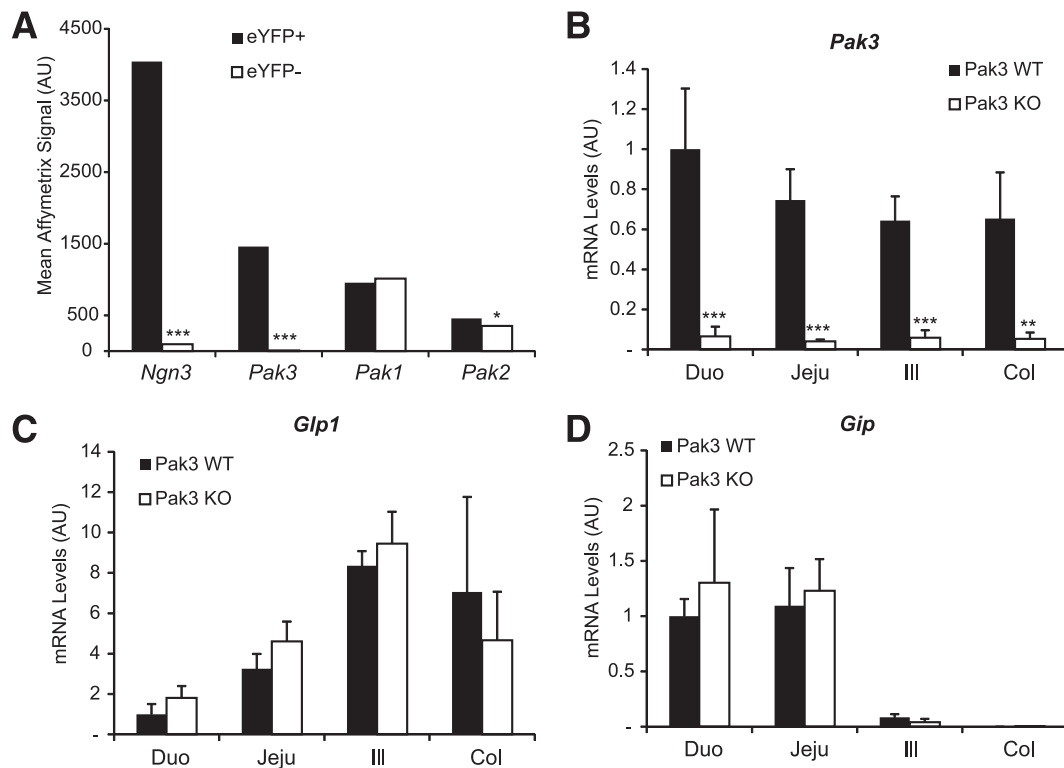 A
Mean Affymetrix Signal (AU)
4500
3500
2500
1500
500
0
eYFP+
eYFP-
***
***
*
Ngn3 Pak3 Pak1 Pak2
B
Pak3
mRNA Levels (AU)
1.4
1.2
1
0.8
0.6
0.4
0.2
-
Pak3 WT
Pak3 KO
***
***
***
**
Duo Jeju Ill Col
C
Glp1
mRNA Levels (AU)
14
12
10
8
6
4
2
-
Pak3 WT
Pak3 KO
Duo Jeju Ill Col
D
Gip
mRNA Levels (AU)
2.5
2
1.5
1
0.5
-
Pak3 WT
Pak3 KO
Duo Jeju Ill Col